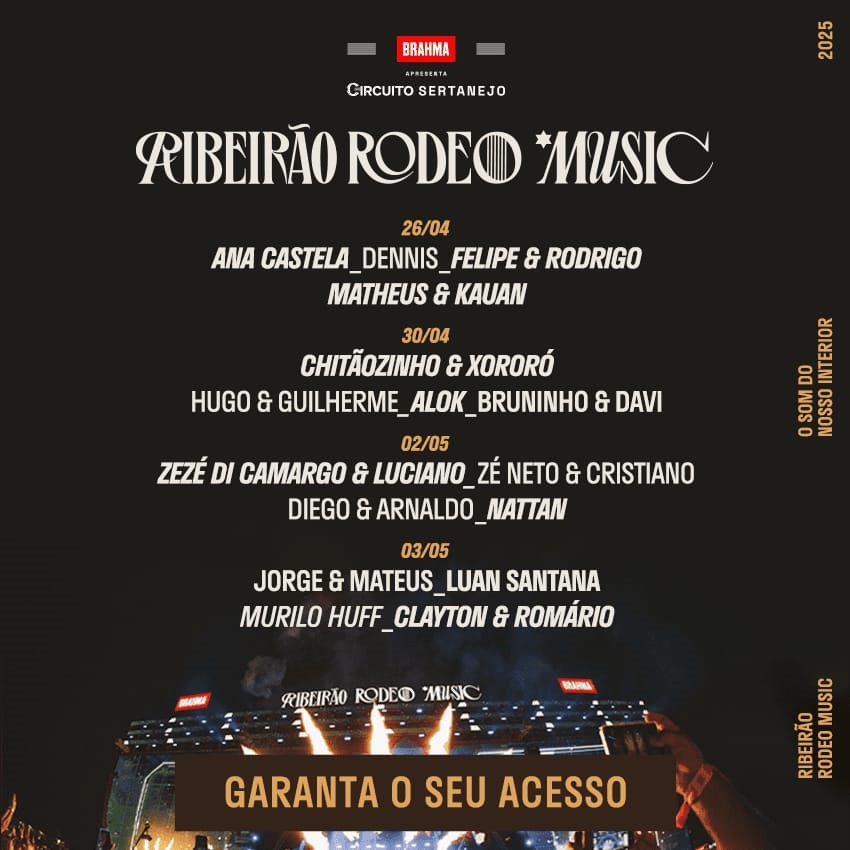 BRAHMA
APRESENTA
CIRCUITO SERTANEJO
RIBEIRÃO RODEO MUSIC
26/04
ANA CASTELA_DENNIS_FELIPE & RODRIGO
MATHEUS & KAUAN
30/04
CHITÃOZINHO & XORORÓ
HUGO & GUILHERME_ALOK_BRUNINHO & DAVI
02/05
ZEZÉ DI CAMARGO & LUCIANO_ZÉ NETO & CRISTIANO
DIEGO & ARNALDO_NATTAN
03/05
JORGE & MATEUS_LUAN SANTANA
MURILO HUFF_CLAYTON & ROMÁRIO
BRAHMA
RIBEIRÃO RODEO MUSIC
BRAHMA
GARANTA O SEU ACESSO
2025
O SOM DO
NOSSO INTERIOR
RIBEIRÃO
RODEO MUSIC